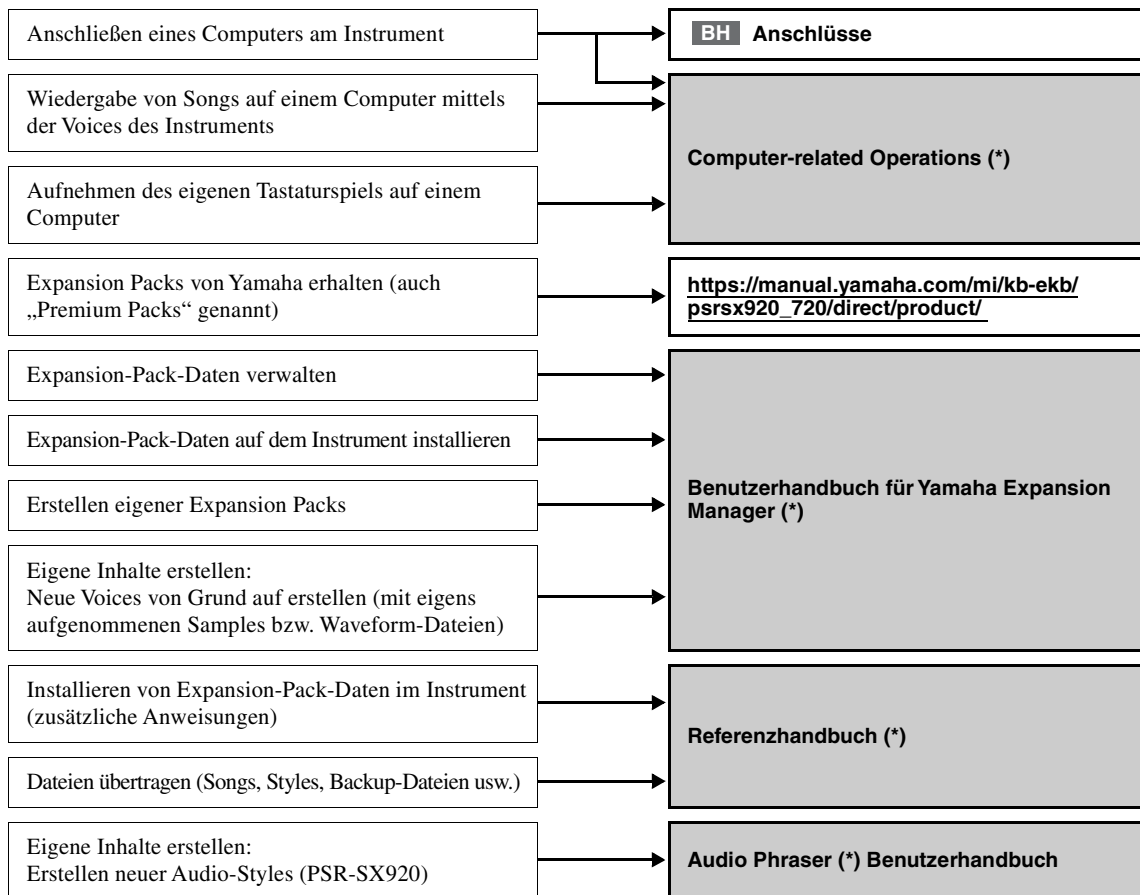 Anschließen eines Computers am Instrument
BH Anschlüsse
Wiedergabe von Songs auf einem Computer mittels
der Voices des Instruments
Aufnehmen des eigenen Tastaturspiels auf einem
Computer
Computer-related Operations (*)
Expansion Packs von Yamaha erhalten (auch
„Premium Packs“ genannt)
https://manual.yamaha.com/mi/kb-ekb/
psrsx920_720/direct/product/
Expansion-Pack-Daten verwalten
Expansion-Pack-Daten auf dem Instrument installieren
Erstellen eigener Expansion Packs
Eigene Inhalte erstellen:
Neue Voices von Grund auf erstellen (mit eigens
aufgenommenen Samples bzw. Waveform-Dateien)
Benutzerhandbuch für Yamaha Expansion
Manager (*)
Installieren von Expansion-Pack-Daten im Instrument
(zusätzliche Anweisungen)
Dateien übertragen (Songs, Styles, Backup-Dateien usw.)
Referenzhandbuch (*)
Eigene Inhalte erstellen:
Erstellen neuer Audio-Styles (PSR-SX920)
Audio Phraser (*) Benutzerhandbuch